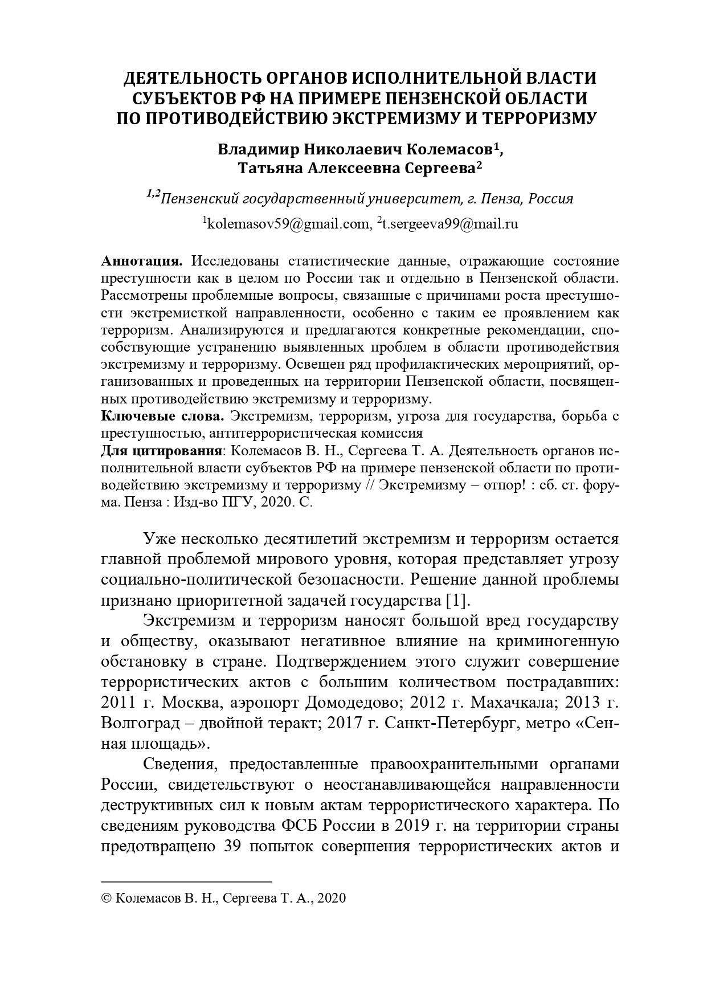 ДЕЯТЕЛЬНОСТЬ ОРГАНОВ ИСПОЛНИТЕЛЬНОЙ ВЛАСТИ
СУБЪЕКТОВ РФ НА ПРИМЕРЕ ПЕНЗЕНСКОЙ ОБЛАСТИ
ПО ПРОТИВОДЕЙСТВИЮ ЭКСТРЕМИЗМУ И ТЕРРОРИЗМУ
Владимир Николаевич Колемасов¹,
Татьяна Алексеевна Сергеева²
¹,²Пензенский государственный университет, г. Пенза, Россия
¹kolemasov59@gmail.com, ²t.sergeeva99@mail.ru
Аннотация. Исследованы статистические данные, отражающие состояние
преступности как в целом по России так и отдельно в Пензенской области.
Рассмотрены проблемные вопросы, связанные с причинами роста преступно-
сти экстремисткой направленности, особенно с таким ее проявлением как
терроризм. Анализируются и предлагаются конкретные рекомендации, спо-
собствующие устранению выявленных проблем в области противодействия
экстремизму и терроризму. Освещен ряд профилактических мероприятий, ор-
ганизованных и проведенных на территории Пензенской области, посвящен-
ных противодействию экстремизму и терроризму.
Ключевые слова. Экстремизм, терроризм, угроза для государства, борьба с
преступностью, антитеррористическая комиссия
Для цитирования: Колемасов В. Н., Сергеева Т. А. Деятельность органов ис-
полнительной власти субъектов РФ на примере пензенской области по проти-
водействию экстремизму и терроризму // Экстремизму – отпор! : сб. ст. фору-
ма. Пенза : Изд-во ПГУ, 2020. С.
Уже несколько десятилетий экстремизм и терроризм остается
главной проблемой мирового уровня, которая представляет угрозу
социально-политической безопасности. Решение данной проблемы
признано приоритетной задачей государства [1].
Экстремизм и терроризм наносят большой вред государству
и обществу, оказывают негативное влияние на криминогенную
обстановку в стране. Подтверждением этого служит совершение
террористических актов с большим количеством пострадавших:
2011 г. Москва, аэропорт Домодедово; 2012 г. Махачкала; 2013 г.
Волгоград – двойной теракт; 2017 г. Санкт-Петербург, метро «Сен-
ная площадь».
Сведения, предоставленные правоохранительными органами
России, свидетельствуют о неостанавливающейся направленности
деструктивных сил к новым актам террористического характера. По
сведениям руководства ФСБ России в 2019 г. на территории страны
предотвращено 39 попыток совершения террористических актов и
© Колемасов В. Н., Сергеева Т. А., 2020